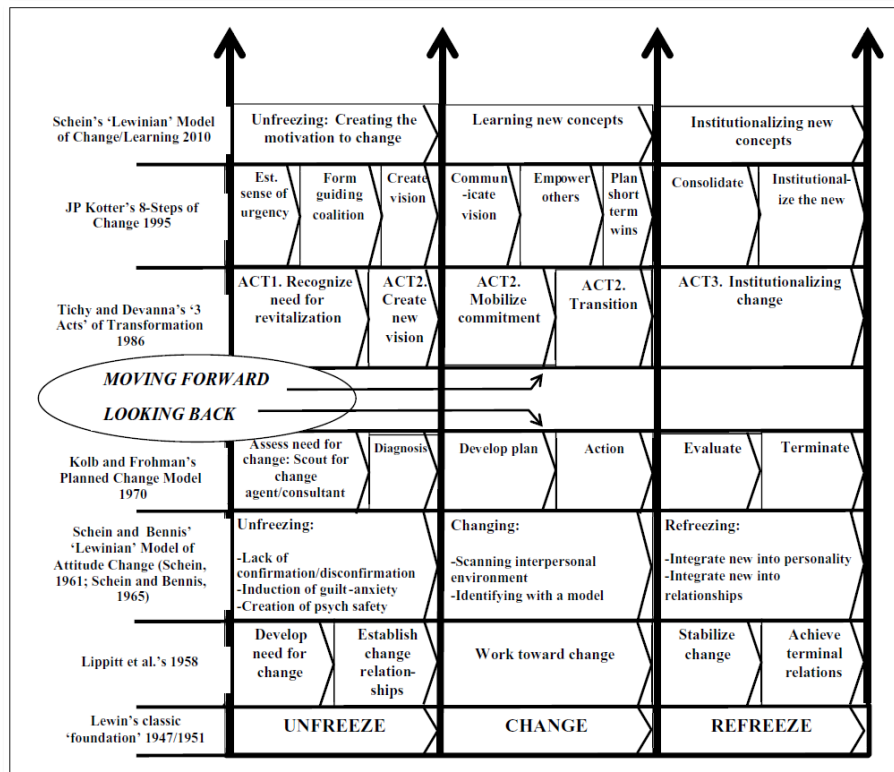 Schein's 'Lewinian' Model
of Change/Learning 2010
Unfreezing: Creating the
motivation to change
Learning new concepts
Institutionalizing new
concepts
JP Kotter's 8-Steps of
Change 1995
Est.
sense of
urgency
Form
guiding
coalition
Create
vision
Commun-
-icate
vision
Empower
others
Plan
short
term
wins
Consolidate
Institutional-
ize the new
Tichy and Devanna's '3
Acts' of Transformation
1986
ACT1. Recognize
need for
revitalization
ACT2.
Create
new
vision
ACT2.
Mobilize
commitment
ACT2.
Transition
ACT3. Institutionalizing
change
MOVING FORWARD
LOOKING BACK
Kolb and Frohman's
Planned Change Model
1970
Assess need for
change: Scout for
change
agent/consultant
Diagnosis
Develop plan
Action
Evaluate
Terminate
Schein and Bennis'
'Lewinian' Model of
Attitude Change (Schein,
1961; Schein and Bennis,
1965)
Unfreezing:
-Lack of
confirmation/disconfirmation
-Induction of guilt-anxiety
-Creation of psych safety
Changing:
-Scanning interpersonal
environment
-Identifying with a model
Refreezing:
-Integrate new into personality
-Integrate new into
relationships
Lippitt et al.'s 1958
Develop
need for
change
Establish
change
relation-
ships
Work toward change
Stabilize
change
Achieve
terminal
relations
Lewin's classic
'foundation' 1947/1951
UNFREEZE
CHANGE
REFREEZE